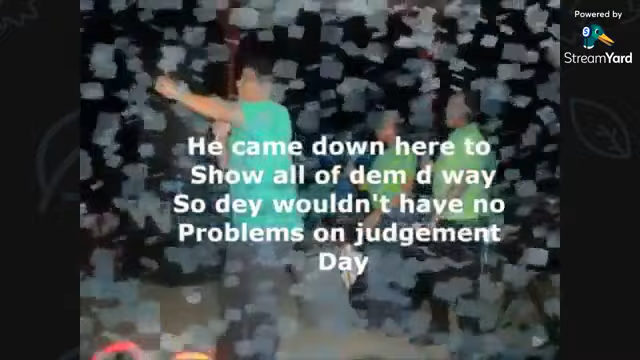 Powered by
StreamYard
He came down here to
Show all of dem d way
So dey wouldn't have no
Problems on judgement
Day